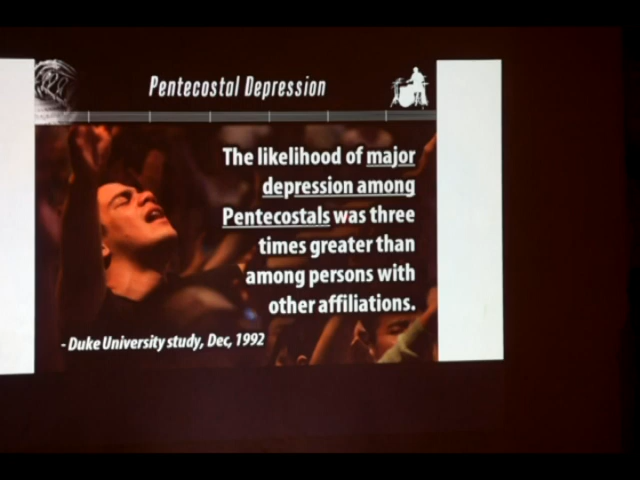 Pentecostal Depression
The likelihood of major
depression among
Pentecostals was three
times greater than
among persons with
other affiliations.
- Duke University study, Dec, 1992